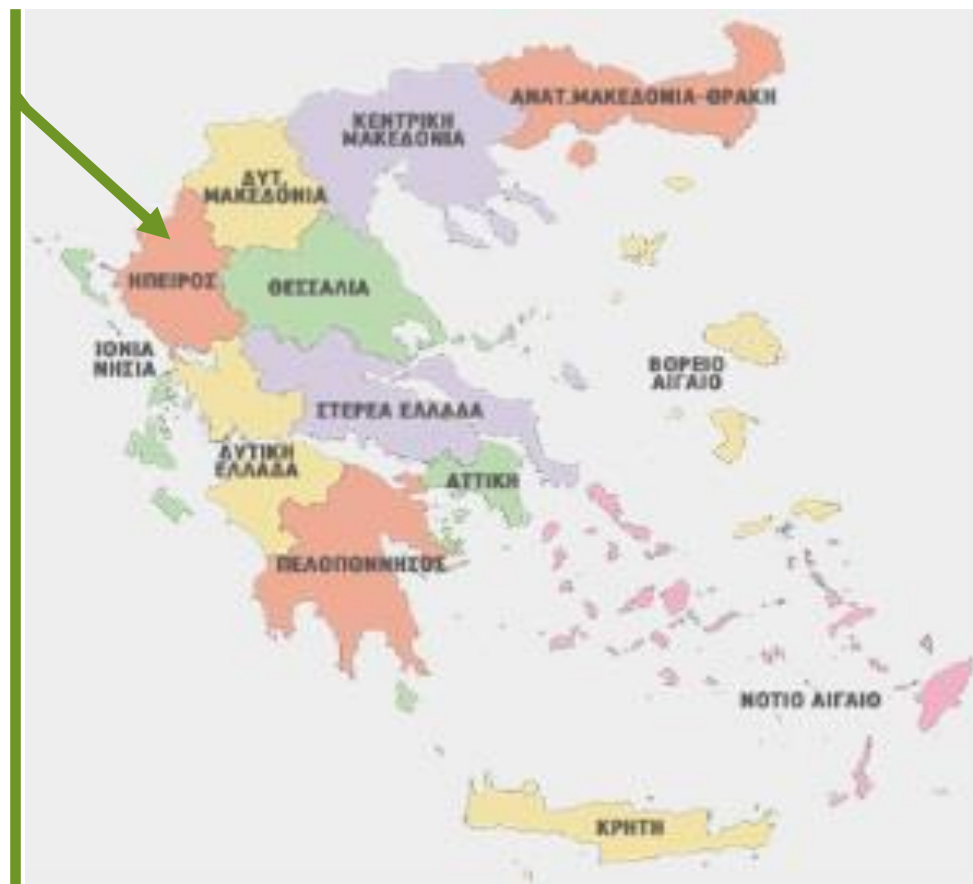 ΑΝΑΤ.ΜΑΚΕΔΟΝΙΑ-ΘΡΑΚΗ
ΚΕΝΤΡΙΚΗ
ΜΑΚΕΔΟΝΙΑ
ΔΥΤ.
ΜΑΚΕΔΟΝΙΑ
ΗΠΕΙΡΟΣ
ΘΕΣΣΑΛΙΑ
ΙΟΝΙΑ
ΝΗΣΙΑ
ΒΟΡΕΙΟ
ΑΙΓΑΙΟ
ΣΤΕΡΕΑ ΕΛΛΑΔΑ
ΔΥΤΙΚΗ
ΕΛΛΑΔΑ
ΑΤΤΙΚΗ
ΠΕΛΟΠΟΝΝΗΣΟΣ
ΝΟΤΙΟ ΑΙΓΑΙΟ
ΚΡΗΤΗ